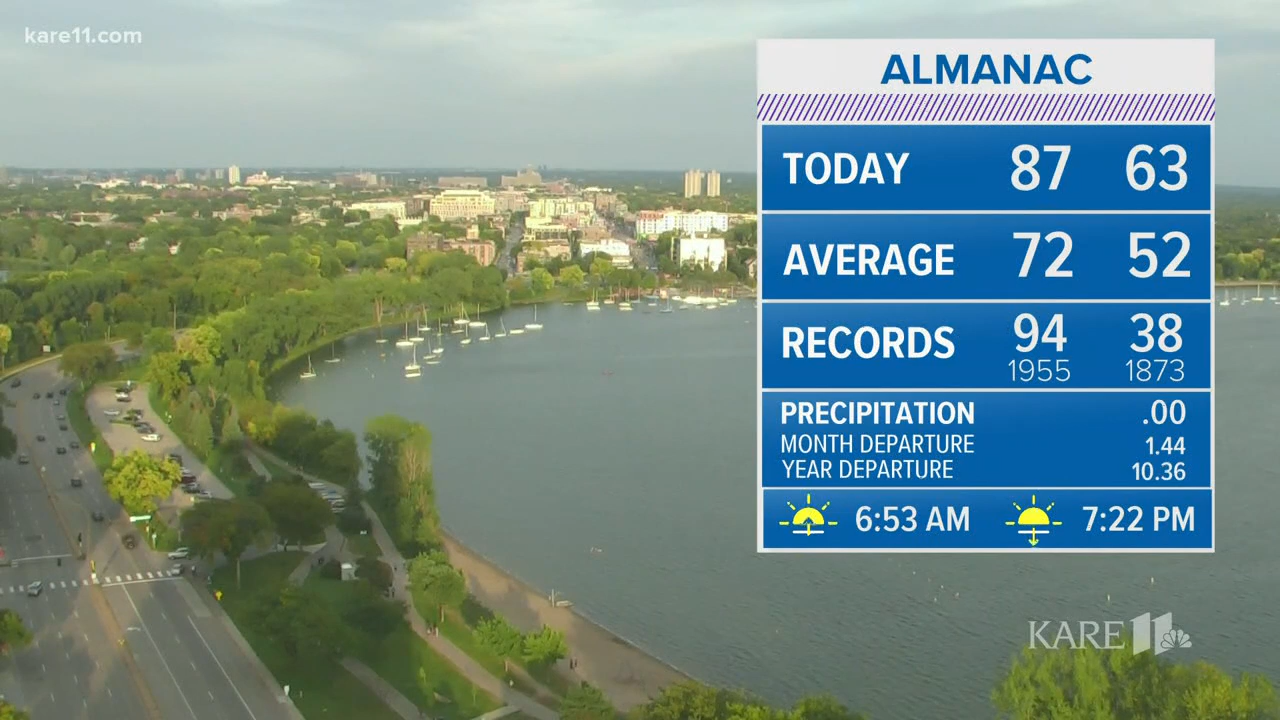 kare11.com
ALMANAC
TODAY 87 63
AVERAGE 72 52
RECORDS 94 38
1955 1873
PRECIPITATION .00
MONTH DEPARTURE 1.44
YEAR DEPARTURE 10.36
6:53 AM 7:22 PM
KARE 11